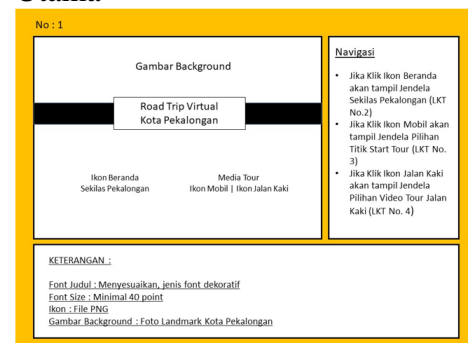 No : 1
Gambar Background
Road Trip Virtual
Kota Pekalongan
Ikon Beranda
Sekilas Pekalongan
Media Tour
Ikon Mobil | Ikon Jalan Kaki
Navigasi
• Jika Klik Ikon Beranda
akan tampil Jendela
Sekilas Pekalongan (LKT
No.2)
• Jika Klik Ikon Mobil akan
tampil Jendela Pilihan
Titik Start Tour (LKT No.
3)
• Jika Klik Ikon Jalan Kaki
akan tampil Jendela
Pilihan Video Tour Jalan
Kaki (LKT No. 4)
KETERANGAN :
Font Judul : Menyesuaikan, jenis font dekoratif
Font Size : Minimal 40 point
Ikon : File PNG
Gambar Background : Foto Landmark Kota Pekalongan